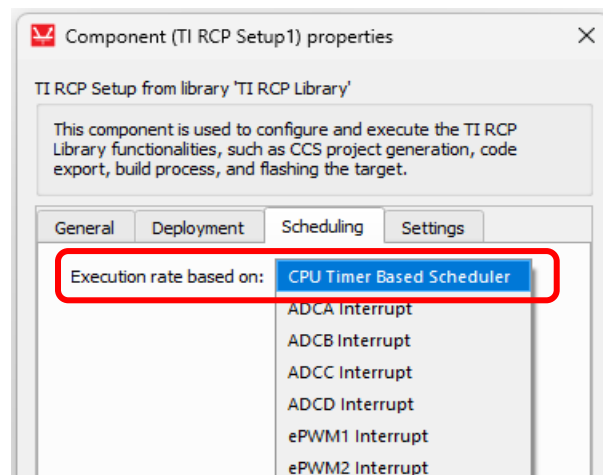 Component (TI RCP Setup1) properties
TI RCP Setup from library 'TI RCP Library'
This component is used to configure and execute the TI RCP
Library functionalities, such as CCS project generation, code
export, build process, and flashing the target.
General Deployment Scheduling Settings
Execution rate based on: CPU Timer Based Scheduler
ADCA Interrupt
ADCB Interrupt
ADCC Interrupt
ADCD Interrupt
ePWM1 Interrupt
ePWM2 Interrupt